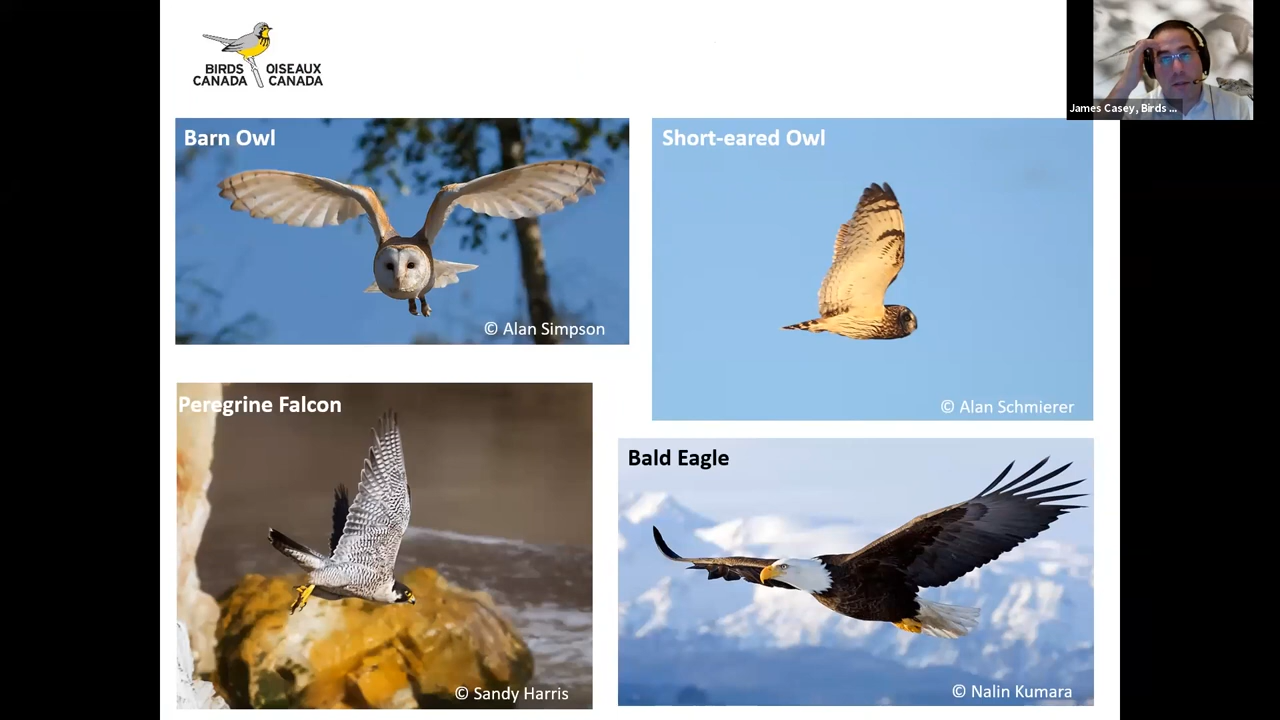 BIRDS OISEAUX
CANADA CANADA
James Casey, Birds ...
Barn Owl
© Alan Simpson
Short-eared Owl
© Alan Schmierer
Peregrine Falcon
© Sandy Harris
Bald Eagle
© Nalin Kumara